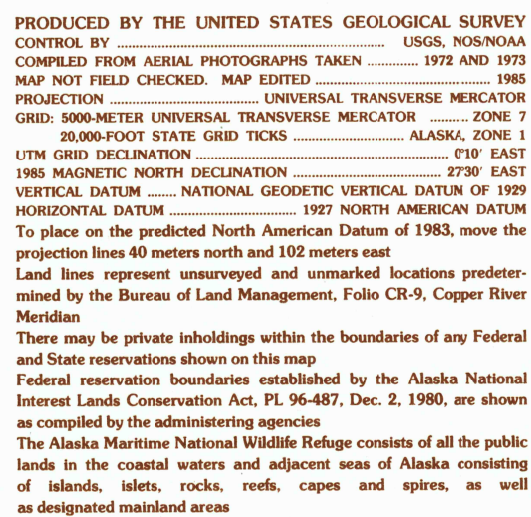 PRODUCED BY THE UNITED STATES GEOLOGICAL SURVEY
CONTROL BY ........................................................ USGS, NOS/NOAA
COMPILED FROM AERIAL PHOTOGRAPHS TAKEN ............ 1972 AND 1973
MAP NOT FIELD CHECKED. MAP EDITED .......................................... 1985
PROJECTION .................................... UNIVERSAL TRANSVERSE MERCATOR
GRID: 5000-METER UNIVERSAL TRANSVERSE MERCATOR ......... ZONE 7
20,000-FOOT STATE GRID TICKS ........................... ALASKA, ZONE 1
UTM GRID DECLINATION .............................................................. 0°10′ EAST
1985 MAGNETIC NORTH DECLINATION .................................... 27°30′ EAST
VERTICAL DATUM ....... NATIONAL GEODETIC VERTICAL DATUM OF 1929
HORIZONTAL DATUM ............................... 1927 NORTH AMERICAN DATUM
To place on the predicted North American Datum of 1983, move the
projection lines 40 meters north and 102 meters east
Land lines represent unsurveyed and unmarked locations predeter-
mined by the Bureau of Land Management, Folio CR-9, Copper River
Meridian
There may be private inholdings within the boundaries of any Federal
and State reservations shown on this map
Federal reservation boundaries established by the Alaska National
Interest Lands Conservation Act, PL 96-487, Dec. 2, 1980, are shown
as compiled by the administering agencies
The Alaska Maritime National Wildlife Refuge consists of all the public
lands in the coastal waters and adjacent seas of Alaska consisting
of islands, islets, rocks, reefs, capes and spires, as well
as designated mainland areas